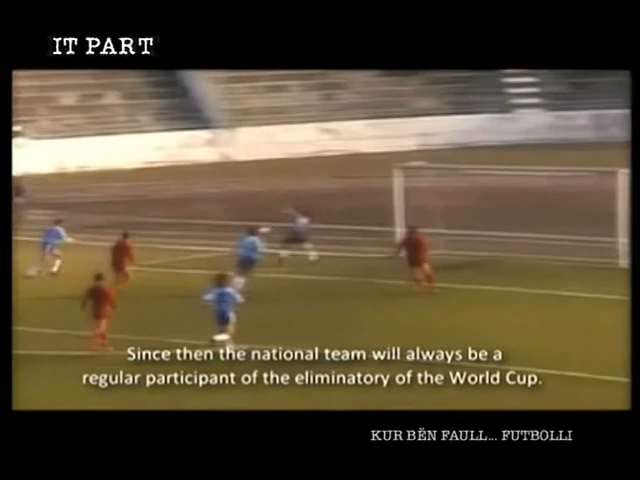 IT PART
Since then the national team will always be a
regular participant of the eliminatory of the World Cup.
KUR BËN FAULL... FUTBOLLI